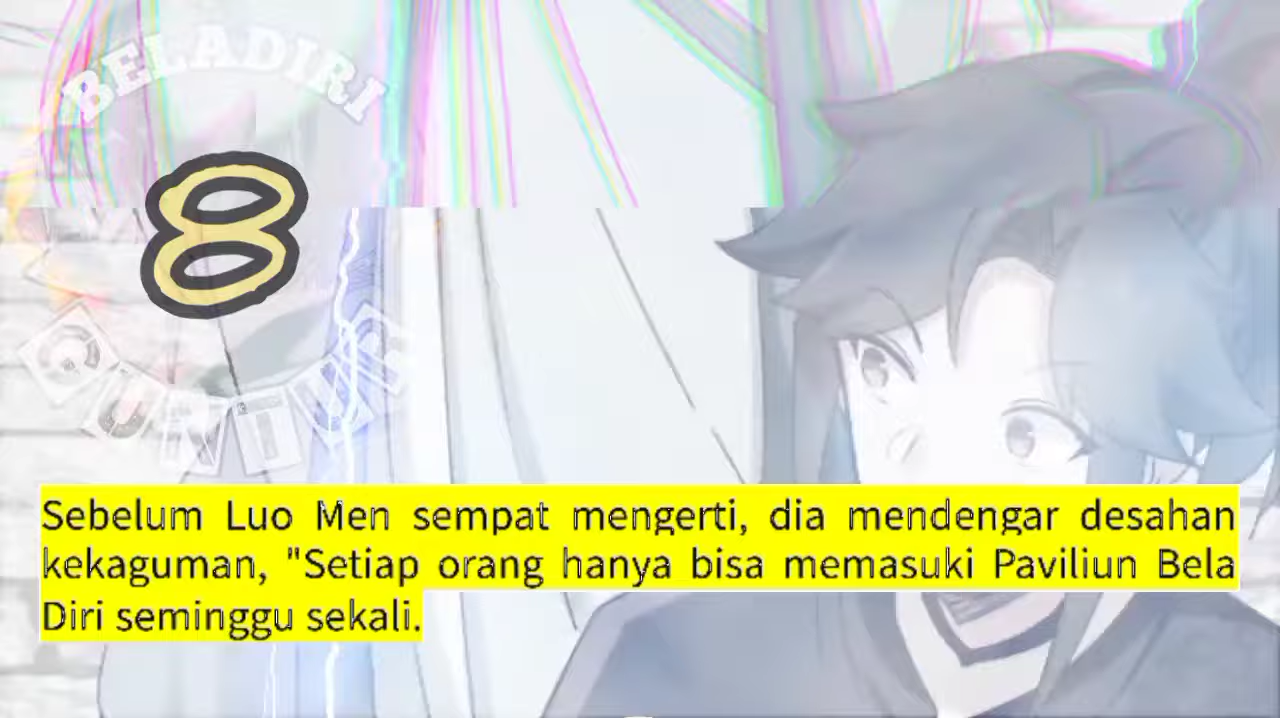 BELADIRI
8
Sebelum Luo Men sempat mengerti, dia mendengar desahan
kekaguman, "Setiap orang hanya bisa memasuki Paviliun Bela
Diri seminggu sekali.